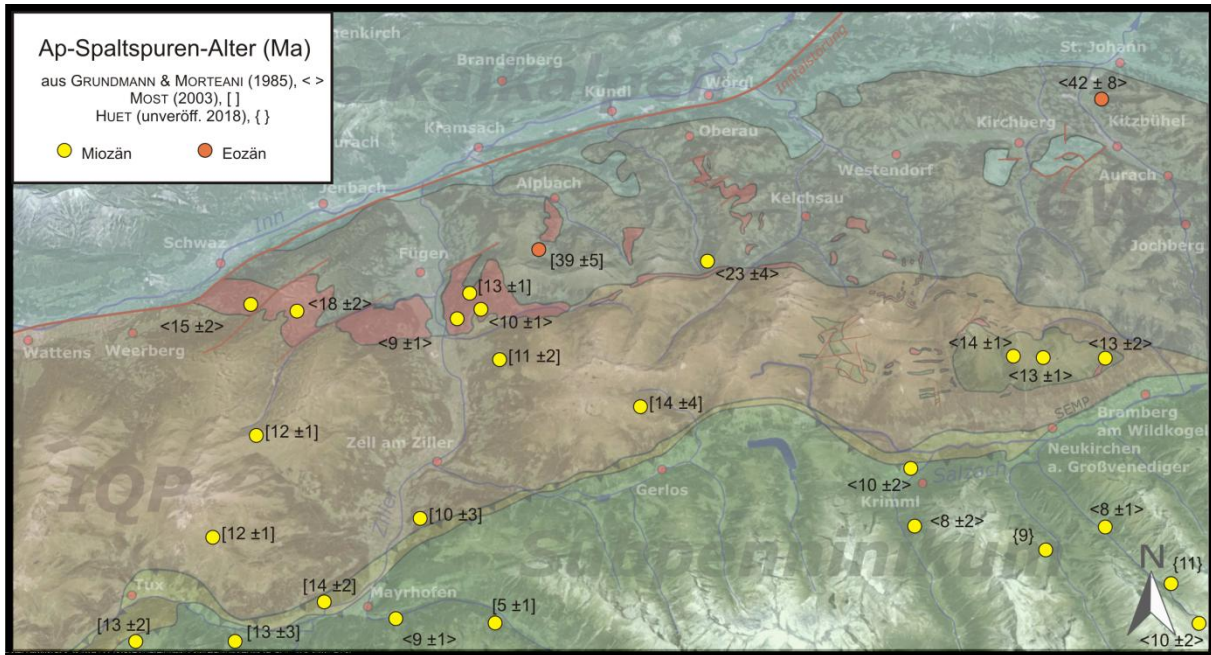 Ap-Spaltspuren-Alter (Ma)
aus GRUNDMANN & MORTEANI (1985), < >
MOST (2003), [ ]
HUET (unveröff. 2018), { }
Miozän
Eozän
St. Johann
Brandenberg
Wörgl
Inntalstörung
<42 ± 8>
Kundl
Kirchberg
Kitzbühel
Kramsach
Oberau
Westendorf
Aurach
Jenbach
Alpbach
Kelchsau
GWZ
Inn
Schwaz
Fügen
Jochberg
[39 ±5]
<23 ±4>
[13 ±1]
<18 ±2>
<15 ±2>
<10 ±1>
<9 ±1>
Wattens
Weerberg
[11 ±2]
<14 ±1>
<13 ±2>
<13 ±1>
[14 ±4]
SEMP
Bramberg
am Wildkogel
[12 ±1]
Zell am Ziller
Neukirchen
a. Großvenediger
IQP
Gerlos
<10 ±2>
Salzach
Krimml
Ziller
[10 ±3]
<8 ±2>
<8 ±1>
[12 ±1]
Subpenninikum
{9}
N
{11}
Tux
[14 ±2]
Mayrhofen
[5 ±1]
[13 ±2]
[13 ±3]
<9 ±1>
<10 ±2>